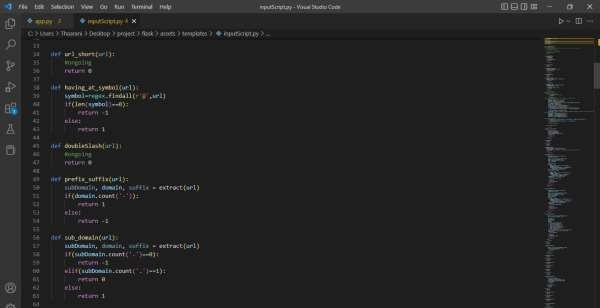 File Edit Selection View Go Run Terminal Help
inputScript.py - Visual Studio Code
app.py 2
inputScript.py 4
C: > Users > Thaarani > Desktop > project > flask > assets > templates > inputScript.py > ...
33
34 def url_short(url):
35 #ongoing
36 return 0
37
38 def having_at_symbol(url):
39 symbol=regex.findall(r'@',url)
40 if(len(symbol)==0):
41 return -1
42 else:
43 return 1
44
45 def doubleSlash(url):
46 #ongoing
47 return 0
48
49 def prefix_suffix(url):
50 subDomain, domain, suffix = extract(url)
51 if(domain.count('-')):
52 return 1
53 else:
54 return -1
55
56 def sub_domain(url):
57 subDomain, domain, suffix = extract(url)
58 if(subDomain.count('.')==0):
59 return -1
60 elif(subDomain.count('.')==1):
61 return 0
62 else:
63 return 1
64